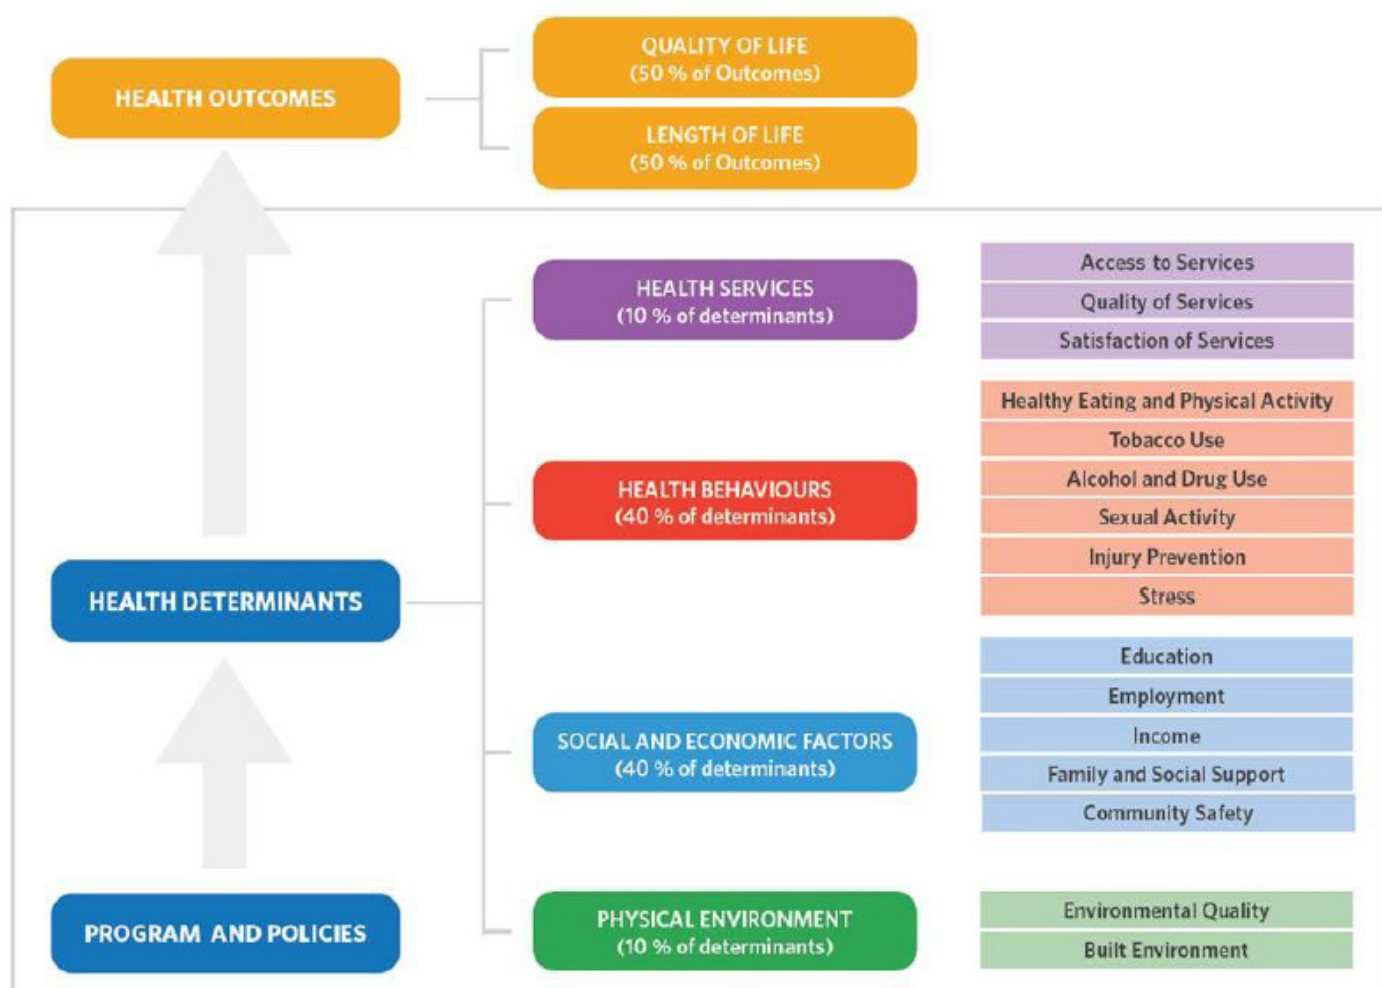 HEALTH OUTCOMES
QUALITY OF LIFE
(50 % of Outcomes)
LENGTH OF LIFE
(50 % of Outcomes)
HEALTH DETERMINANTS
HEALTH SERVICES
(10 % of determinants)
Access to Services
Quality of Services
Satisfaction of Services
HEALTH BEHAVIOURS
(40 % of determinants)
Healthy Eating and Physical Activity
Tobacco Use
Alcohol and Drug Use
Sexual Activity
Injury Prevention
Stress
SOCIAL AND ECONOMIC FACTORS
(40 % of determinants)
Education
Employment
Income
Family and Social Support
Community Safety
PHYSICAL ENVIRONMENT
(10 % of determinants)
Environmental Quality
Built Environment
PROGRAM AND POLICIES